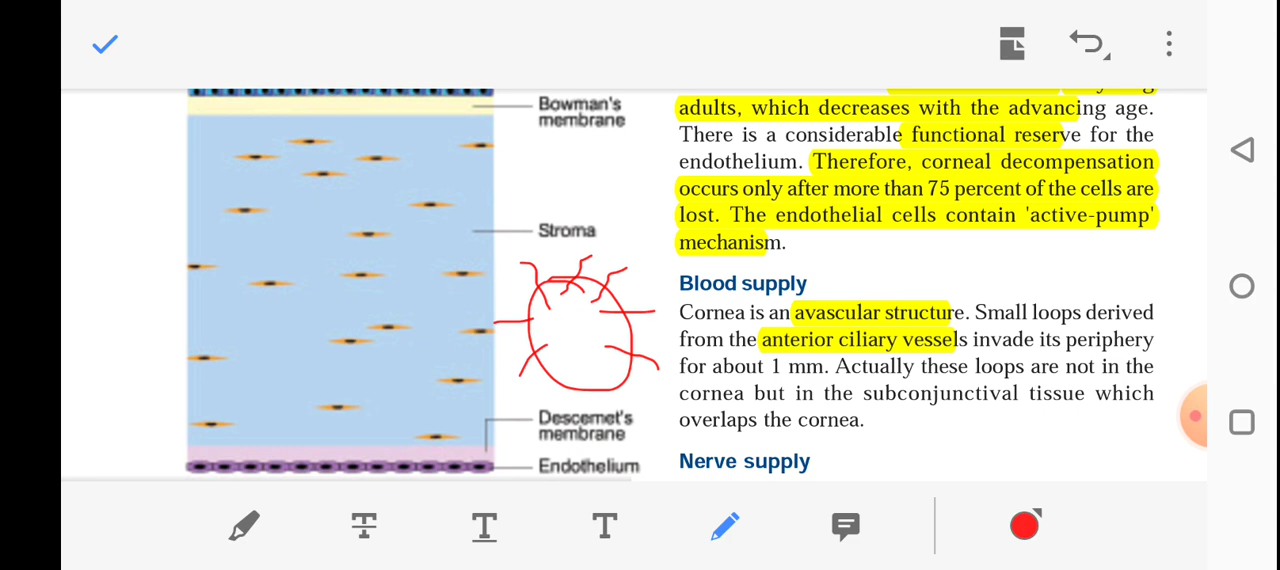 Bowman's
membrane
Stroma
Descemet's
membrane
Endothelium
adults, which decreases with the advancing age.
There is a considerable functional reserve for the
endothelium. Therefore, corneal decompensation
occurs only after more than 75 percent of the cells are
lost. The endothelial cells contain 'active-pump'
mechanism.
Blood supply
Cornea is an avascular structure. Small loops derived
from the anterior ciliary vessels invade its periphery
for about 1 mm. Actually these loops are not in the
cornea but in the subconjunctival tissue which
overlaps the cornea.
Nerve supply
T
T
T